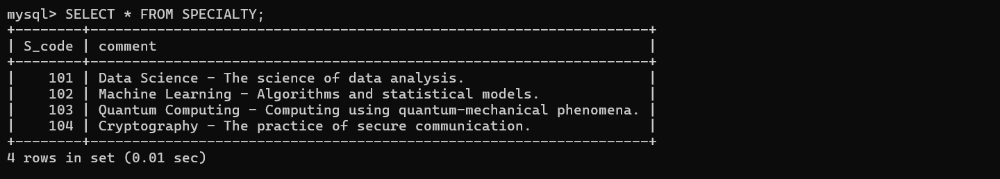 mysql> SELECT * FROM SPECIALTY;
+--------+-------------------------------------------------------------------+
| S_code | comment                                                           |
+--------+-------------------------------------------------------------------+
|    101 | Data Science - The science of data analysis.                      |
|    102 | Machine Learning - Algorithms and statistical models.             |
|    103 | Quantum Computing - Computing using quantum-mechanical phenomena. |
|    104 | Cryptography - The practice of secure communication.              |
+--------+-------------------------------------------------------------------+
4 rows in set (0.01 sec)